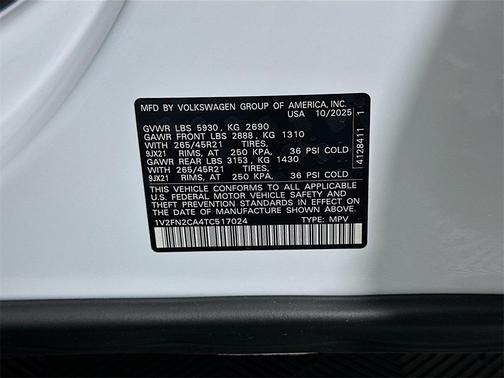 MFD BY VOLKSWAGEN GROUP OF AMERICA, INC.
USA 10/2025
GVWR LBS 5930, KG 2690
GAWR FRONT LBS 2888, KG 1310
WITH 265/45R21 TIRES,
9JX21 RIMS, AT 250 KPA, 36 PSI COLD
GAWR REAR LBS 3153, KG 1430
WITH 265/45R21 TIRES,
9JX21 RIMS, AT 250 KPA, 36 PSI COLD
THIS VEHICLE CONFORMS TO ALL APPLICABLE
U.S. FEDERAL MOTOR VEHICLE SAFETY AND
THEFT PREVENTION STANDARDS IN EFFECT ON
THE DATE OF MANUFACTURE SHOWN ABOVE.
1V2FN2CA4TC517024 TYPE: MPV
4128411 1